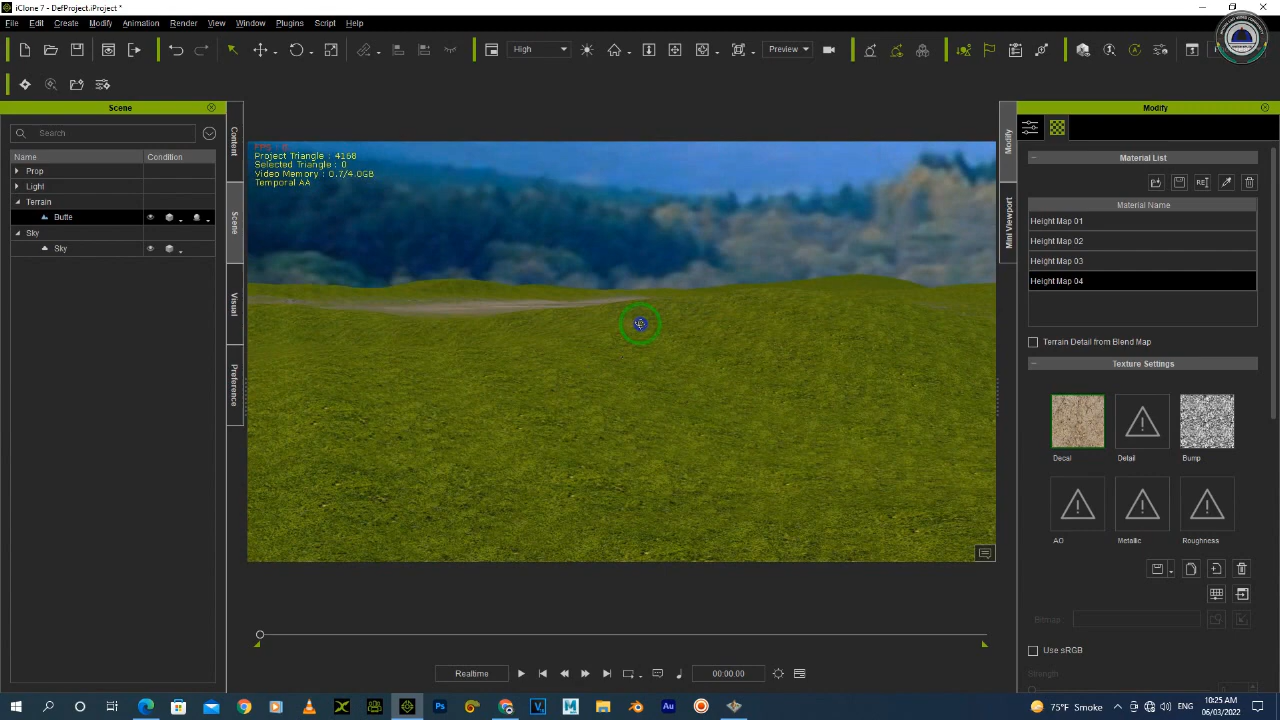 iClone 7 - DefProject.iProject *
File Edit Create Modify Animation Render View Window Plugins Script Help
High
Preview
Scene
Search
Name Condition
Prop
Light
Terrain
Butte
Sky
Sky
Content
Scene
Visual
Preference
Project Triangle : 4168
Selected Triangle : 0
Video Memory : 0.7/4.0GB
Temporal AA
Modify
Mini Viewport
Modify
Material List
Material Name
Height Map 01
Height Map 02
Height Map 03
Height Map 04
Terrain Detail from Blend Map
Texture Settings
Decal Detail Bump
AO Metallic Roughness
Bitmap:
Use sRGB
Strength
Realtime
00:00.00
75°F Smoke
ENG
10:25 AM
06/03/2022